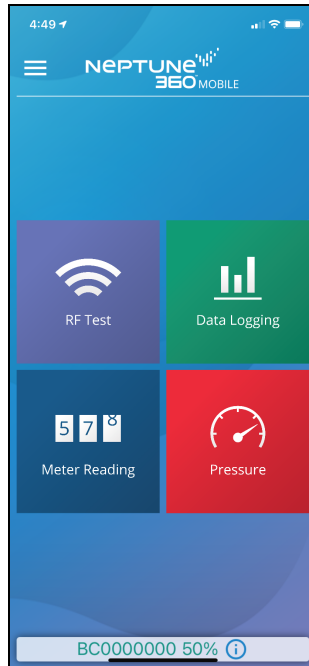 4:49
NEPTUNE
360 MOBILE
RF Test
Data Logging
5 7 8
Meter Reading
Pressure
BC0000000 50%